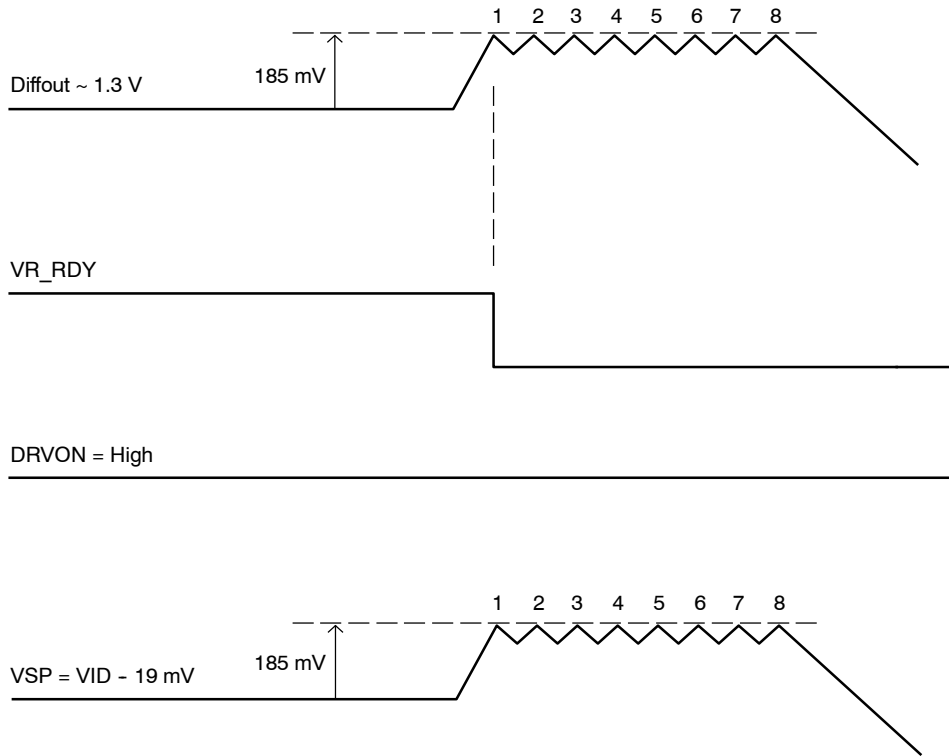 1 2 3 4 5 6 7 8
185 mV
Diffout ~ 1.3 V
VR_RDY
DRVON = High
1 2 3 4 5 6 7 8
185 mV
VSP = VID - 19 mV